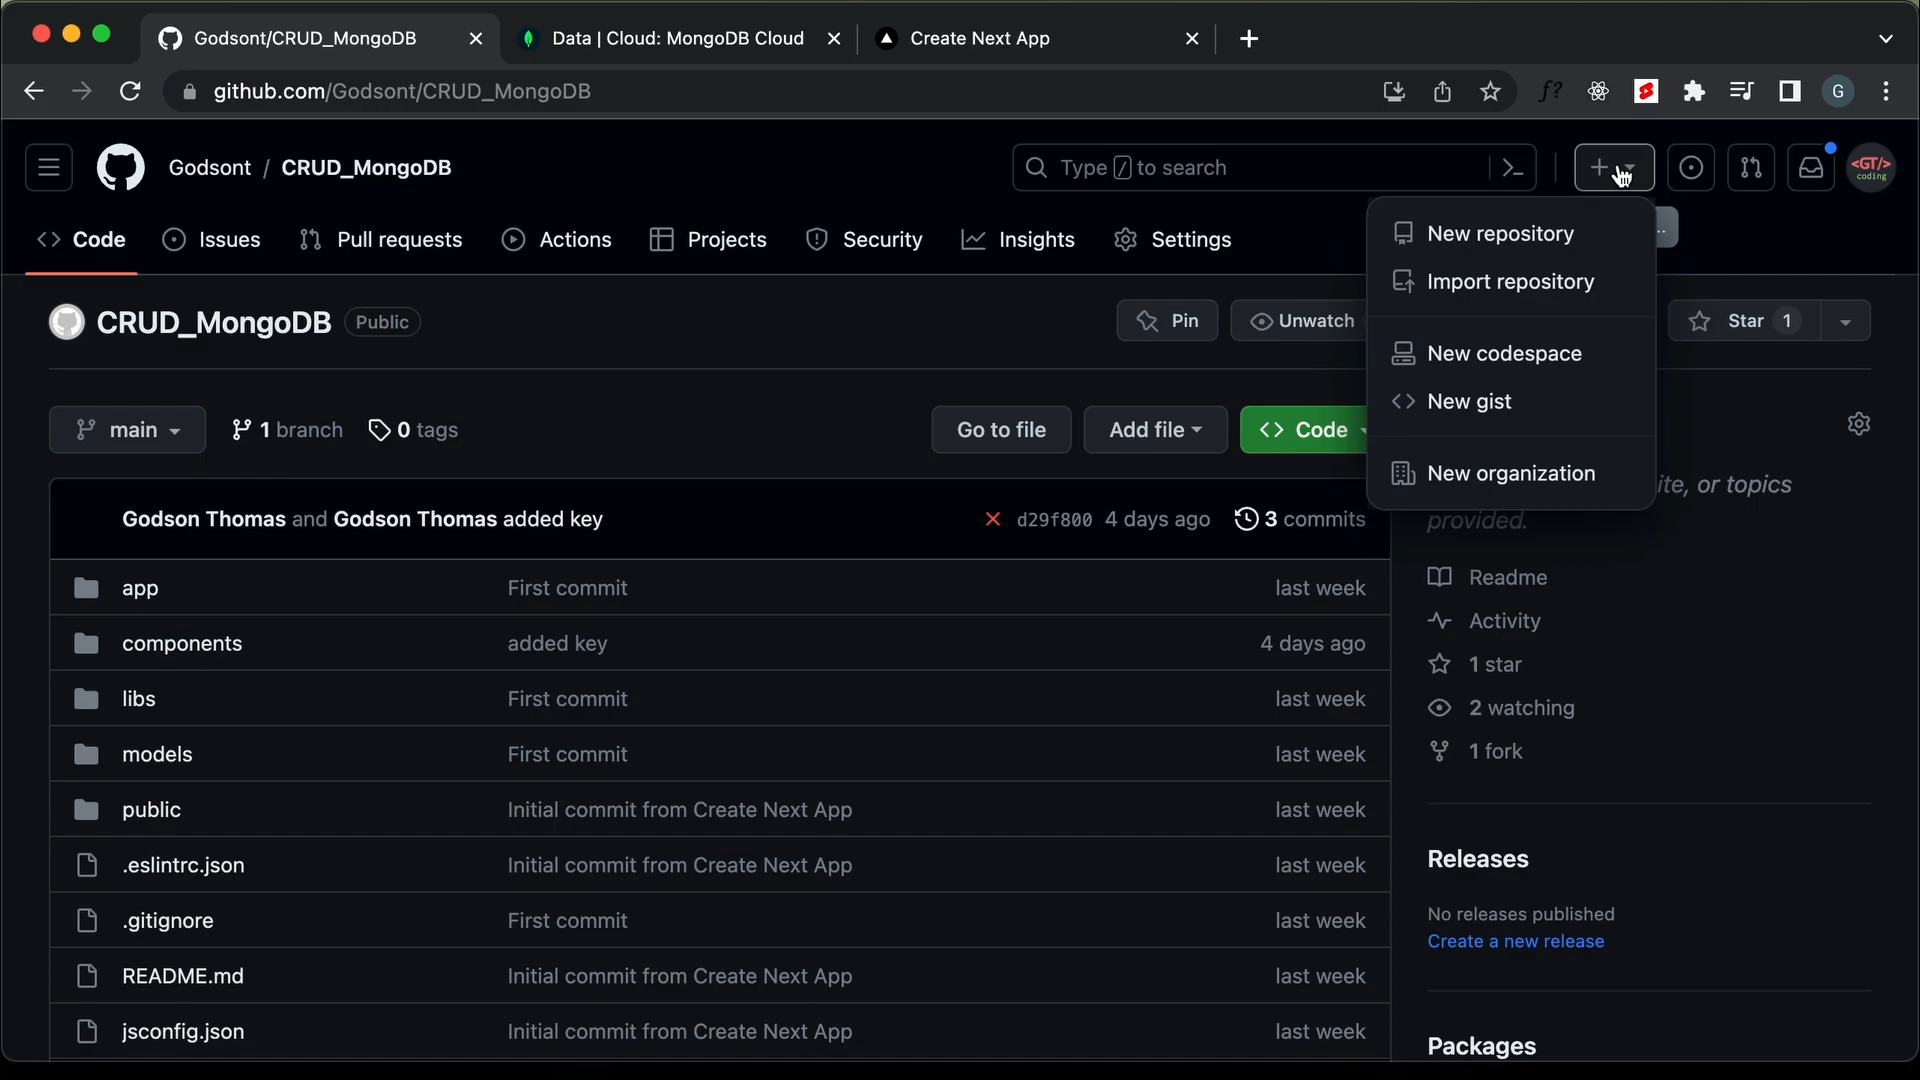 Godsont/CRUD_MongoDB
Data | Cloud: MongoDB Cloud
Create Next App
github.com/Godsont/CRUD_MongoDB
f?
G
Godsont / CRUD_MongoDB
Type / to search
<GT/>
coding
Code
Issues
Pull requests
Actions
Projects
Security
Insights
Settings
New repository
Import repository
New codespace
New gist
New organization
CRUD_MongoDB
Public
Pin
Unwatch
Star 1
main
1 branch
0 tags
Go to file
Add file
Code
ite, or topics
provided.
Godson Thomas and Godson Thomas added key
d29f800 4 days ago
3 commits
app First commit last week
components added key 4 days ago
libs First commit last week
models First commit last week
public Initial commit from Create Next App last week
.eslintrc.json Initial commit from Create Next App last week
.gitignore First commit last week
README.md Initial commit from Create Next App last week
jsconfig.json Initial commit from Create Next App last week
Readme
Activity
1 star
2 watching
1 fork
Releases
No releases published
Create a new release
Packages